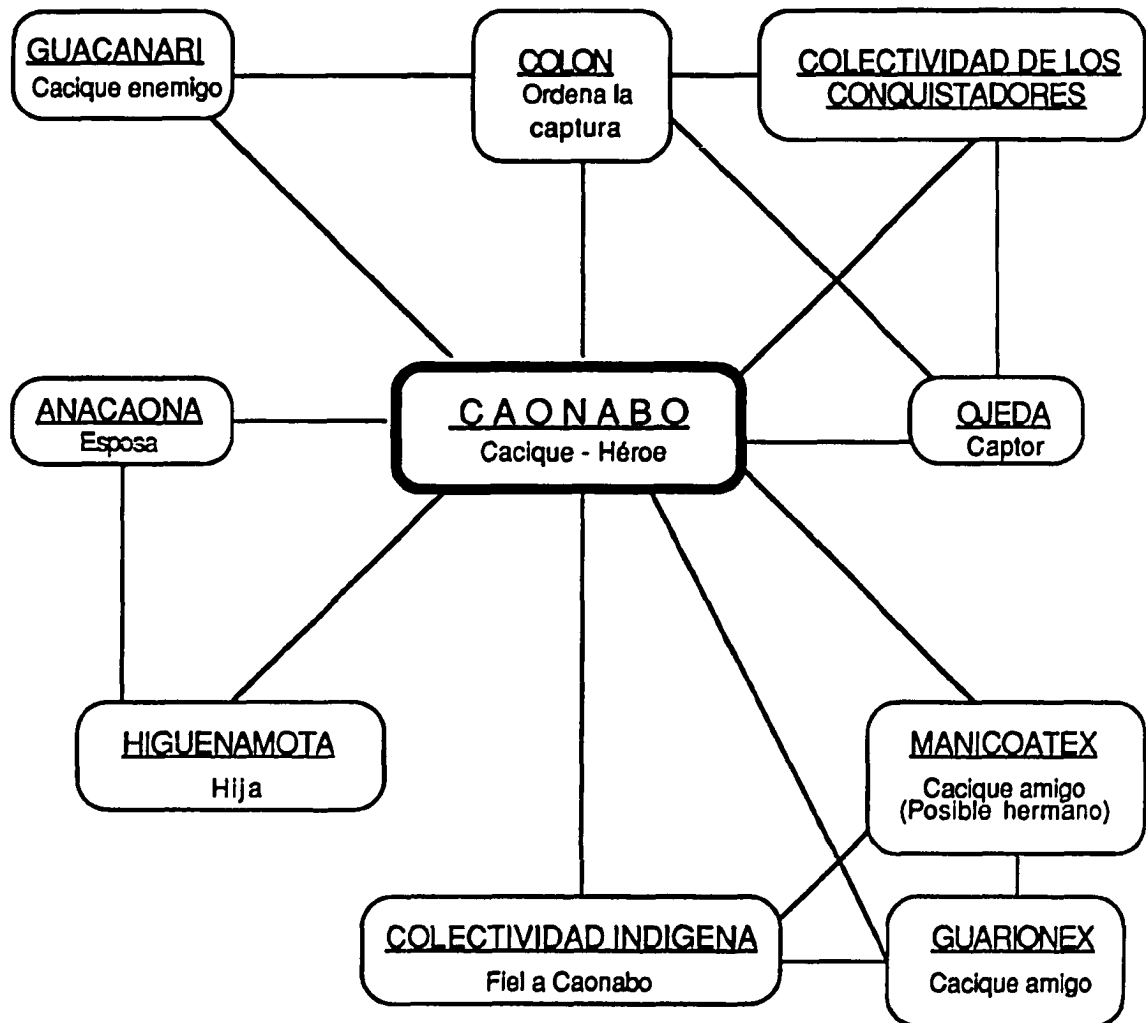 GUACANARI
Cacique enemigo
COLON
Ordena la
captura
COLECTIVIDAD DE LOS
CONQUISTADORES
ANACAONA
Esposa
CAONABO
Cacique - Héroe
OJEDA
Captor
HIGUENAMOTA
Hija
MANICOATEX
Cacique amigo
(Posible hermano)
COLECTIVIDAD INDIGENA
Fiel a Caonabo
GUARIONEX
Cacique amigo